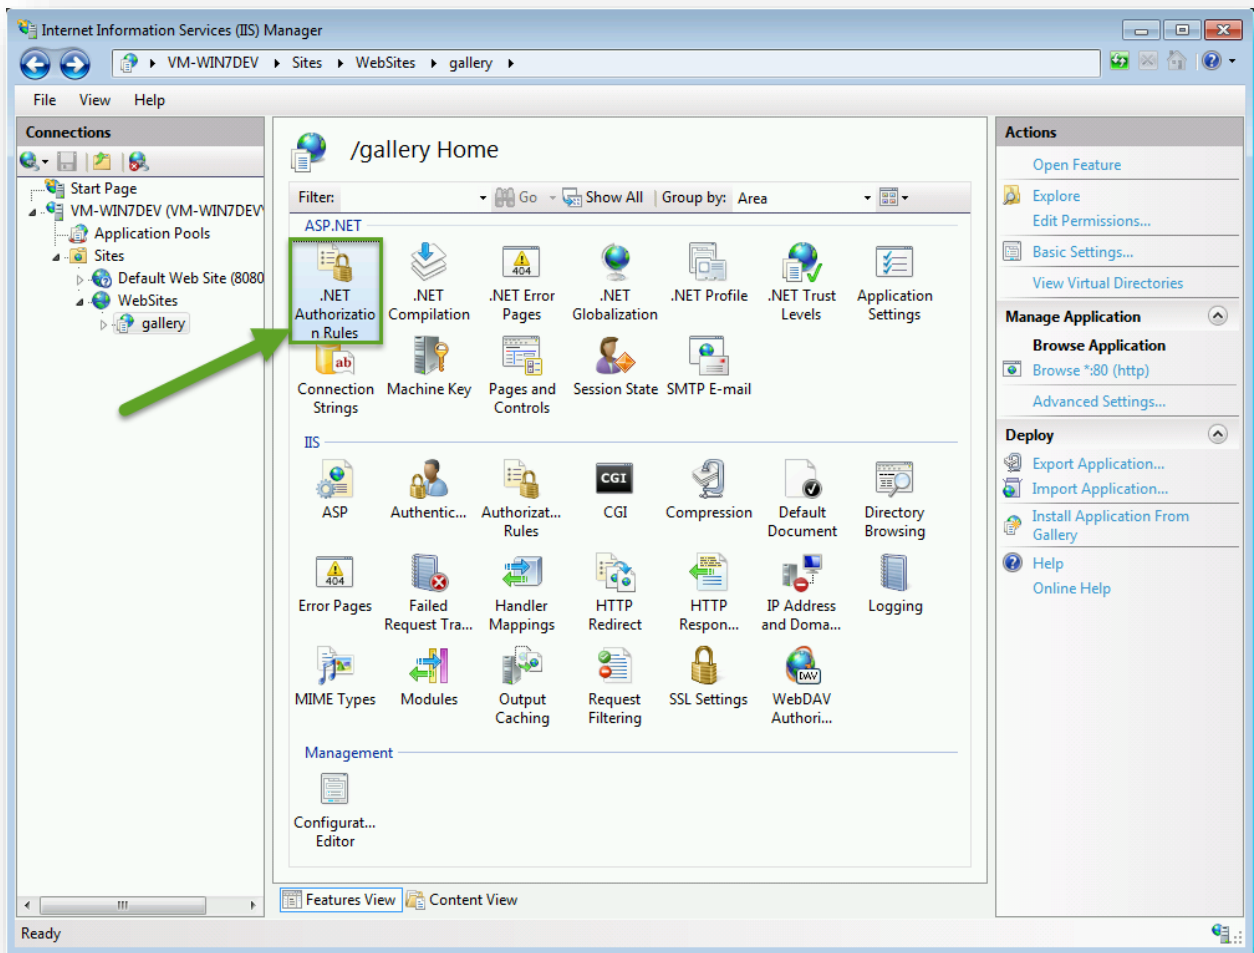 Internet Information Services (IIS) Manager
VM-WIN7DEV Sites WebSites gallery
File View Help
Connections
Start Page
VM-WIN7DEV (VM-WIN7DEV
Application Pools
Sites
Default Web Site (8080
WebSites
gallery
/gallery Home
Filter: Go Show All Group by: Area
ASP.NET
.NET
Authorizatio
n Rules
.NET
Compilation
404
.NET Error
Pages
.NET
Globalization
.NET Profile
.NET Trust
Levels
Application
Settings
ab
Connection
Strings
Machine Key
Pages and
Controls
Session State
SMTP E-mail
IIS
ASP
Authentic...
Authorizat...
Rules
CGI
CGI
Compression
Default
Document
Directory
Browsing
404
Error Pages
Failed
Request Tra...
Handler
Mappings
HTTP
Redirect
HTTP
Respon...
IP Address
and Doma...
Logging
MIME Types
Modules
Output
Caching
Request
Filtering
SSL Settings
DAV
WebDAV
Authori...
Management
Configurat...
Editor
Features View Content View
Actions
Open Feature
Explore
Edit Permissions...
Basic Settings...
View Virtual Directories
Manage Application
Browse Application
Browse *:80 (http)
Advanced Settings...
Deploy
Export Application...
Import Application...
Install Application From
Gallery
Help
Online Help
Ready